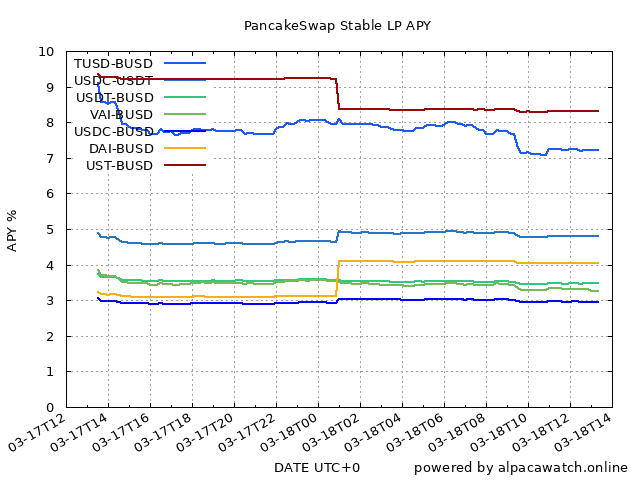 PancakeSwap Stable LP APY
10
9
8
7
6
5
4
3
2
1
0
APY %
TUSD-BUSD
USDC-USDT
USDT-BUSD
VAI-BUSD
USDC-BUSD
DAI-BUSD
UST-BUSD
03-17T12
03-17T14
03-17T16
03-17T18
03-17T20
03-17T22
03-18T00
03-18T02
03-18T04
03-18T06
03-18T08
03-18T10
03-18T12
03-18T14
DATE UTC+0
powered by alpacawatch.online